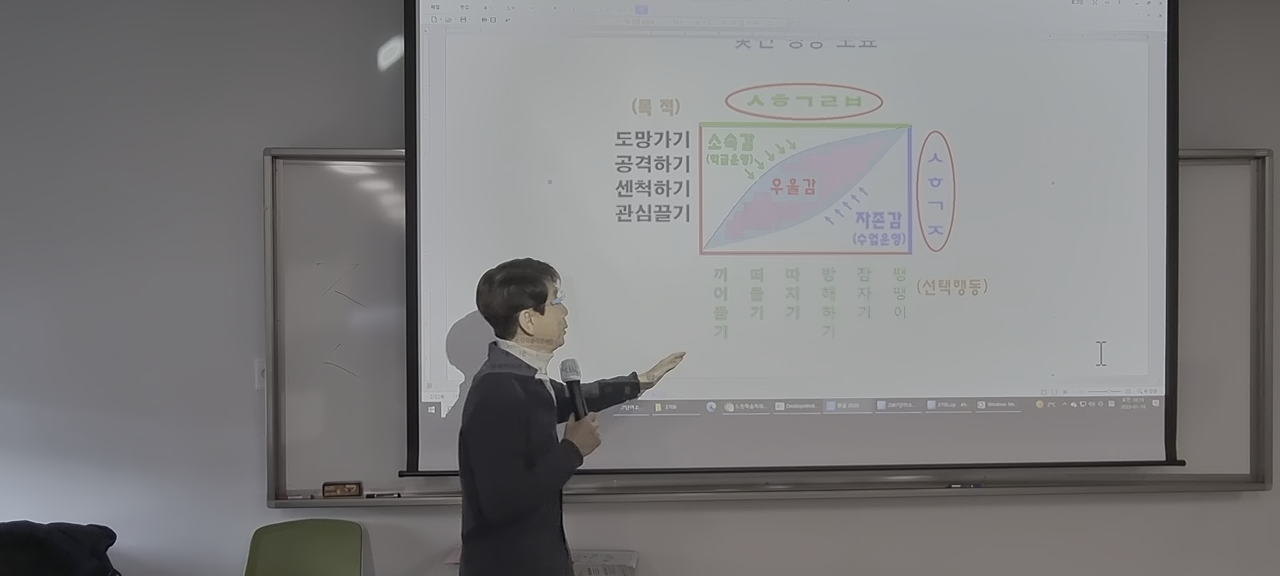 (목 적)
ㅅㅎㄱㄹㅂ
도망가기
공격하기
센척하기
관심끌기
소속감
(학급운영)
우울감
자존감
(수업운영)
ㅅ
ㅎ
ㄱ
ㅈ
끼어들기
떠들기
따지기
방해하기
잠자기
땡땡이
(선택행동)